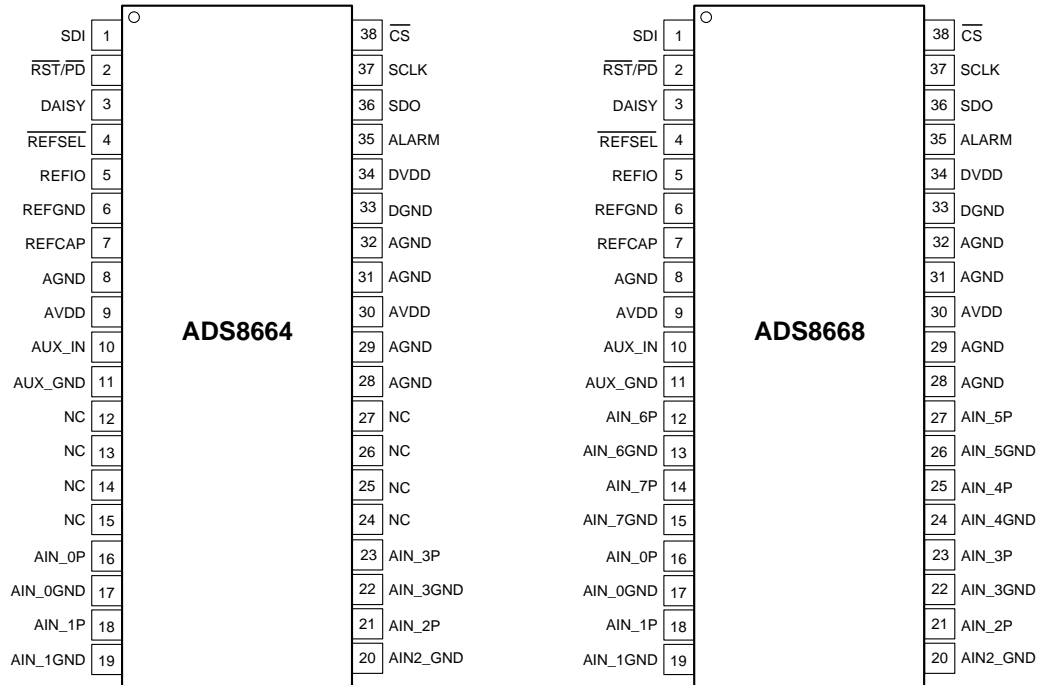 SDI 1 38 CS SDI 1 38 CS
RST/PD 2 37 SCLK RST/PD 2 37 SCLK
DAISY 3 36 SDO DAISY 3 36 SDO
REFSEL 4 35 ALARM REFSEL 4 35 ALARM
REFIO 5 34 DVDD REFIO 5 34 DVDD
REFGND 6 33 DGND REFGND 6 33 DGND
REFCAP 7 32 AGND REFCAP 7 32 AGND
AGND 8 31 AGND AGND 8 31 AGND
AVDD 9 30 AVDD AVDD 9 30 AVDD
ADS8664 ADS8668
AUX_IN 10 29 AGND AUX_IN 10 29 AGND
AUX_GND 11 28 AGND AUX_GND 11 28 AGND
NC 12 27 NC AIN_6P 12 27 AIN_5P
NC 13 26 NC AIN_6GND 13 26 AIN_5GND
NC 14 25 NC AIN_7P 14 25 AIN_4P
NC 15 24 NC AIN_7GND 15 24 AIN_4GND
AIN_0P 16 23 AIN_3P AIN_0P 16 23 AIN_3P
AIN_0GND 17 22 AIN_3GND AIN_0GND 17 22 AIN_3GND
AIN_1P 18 21 AIN_2P AIN_1P 18 21 AIN_2P
AIN_1GND 19 20 AIN2_GND AIN_1GND 19 20 AIN2_GND